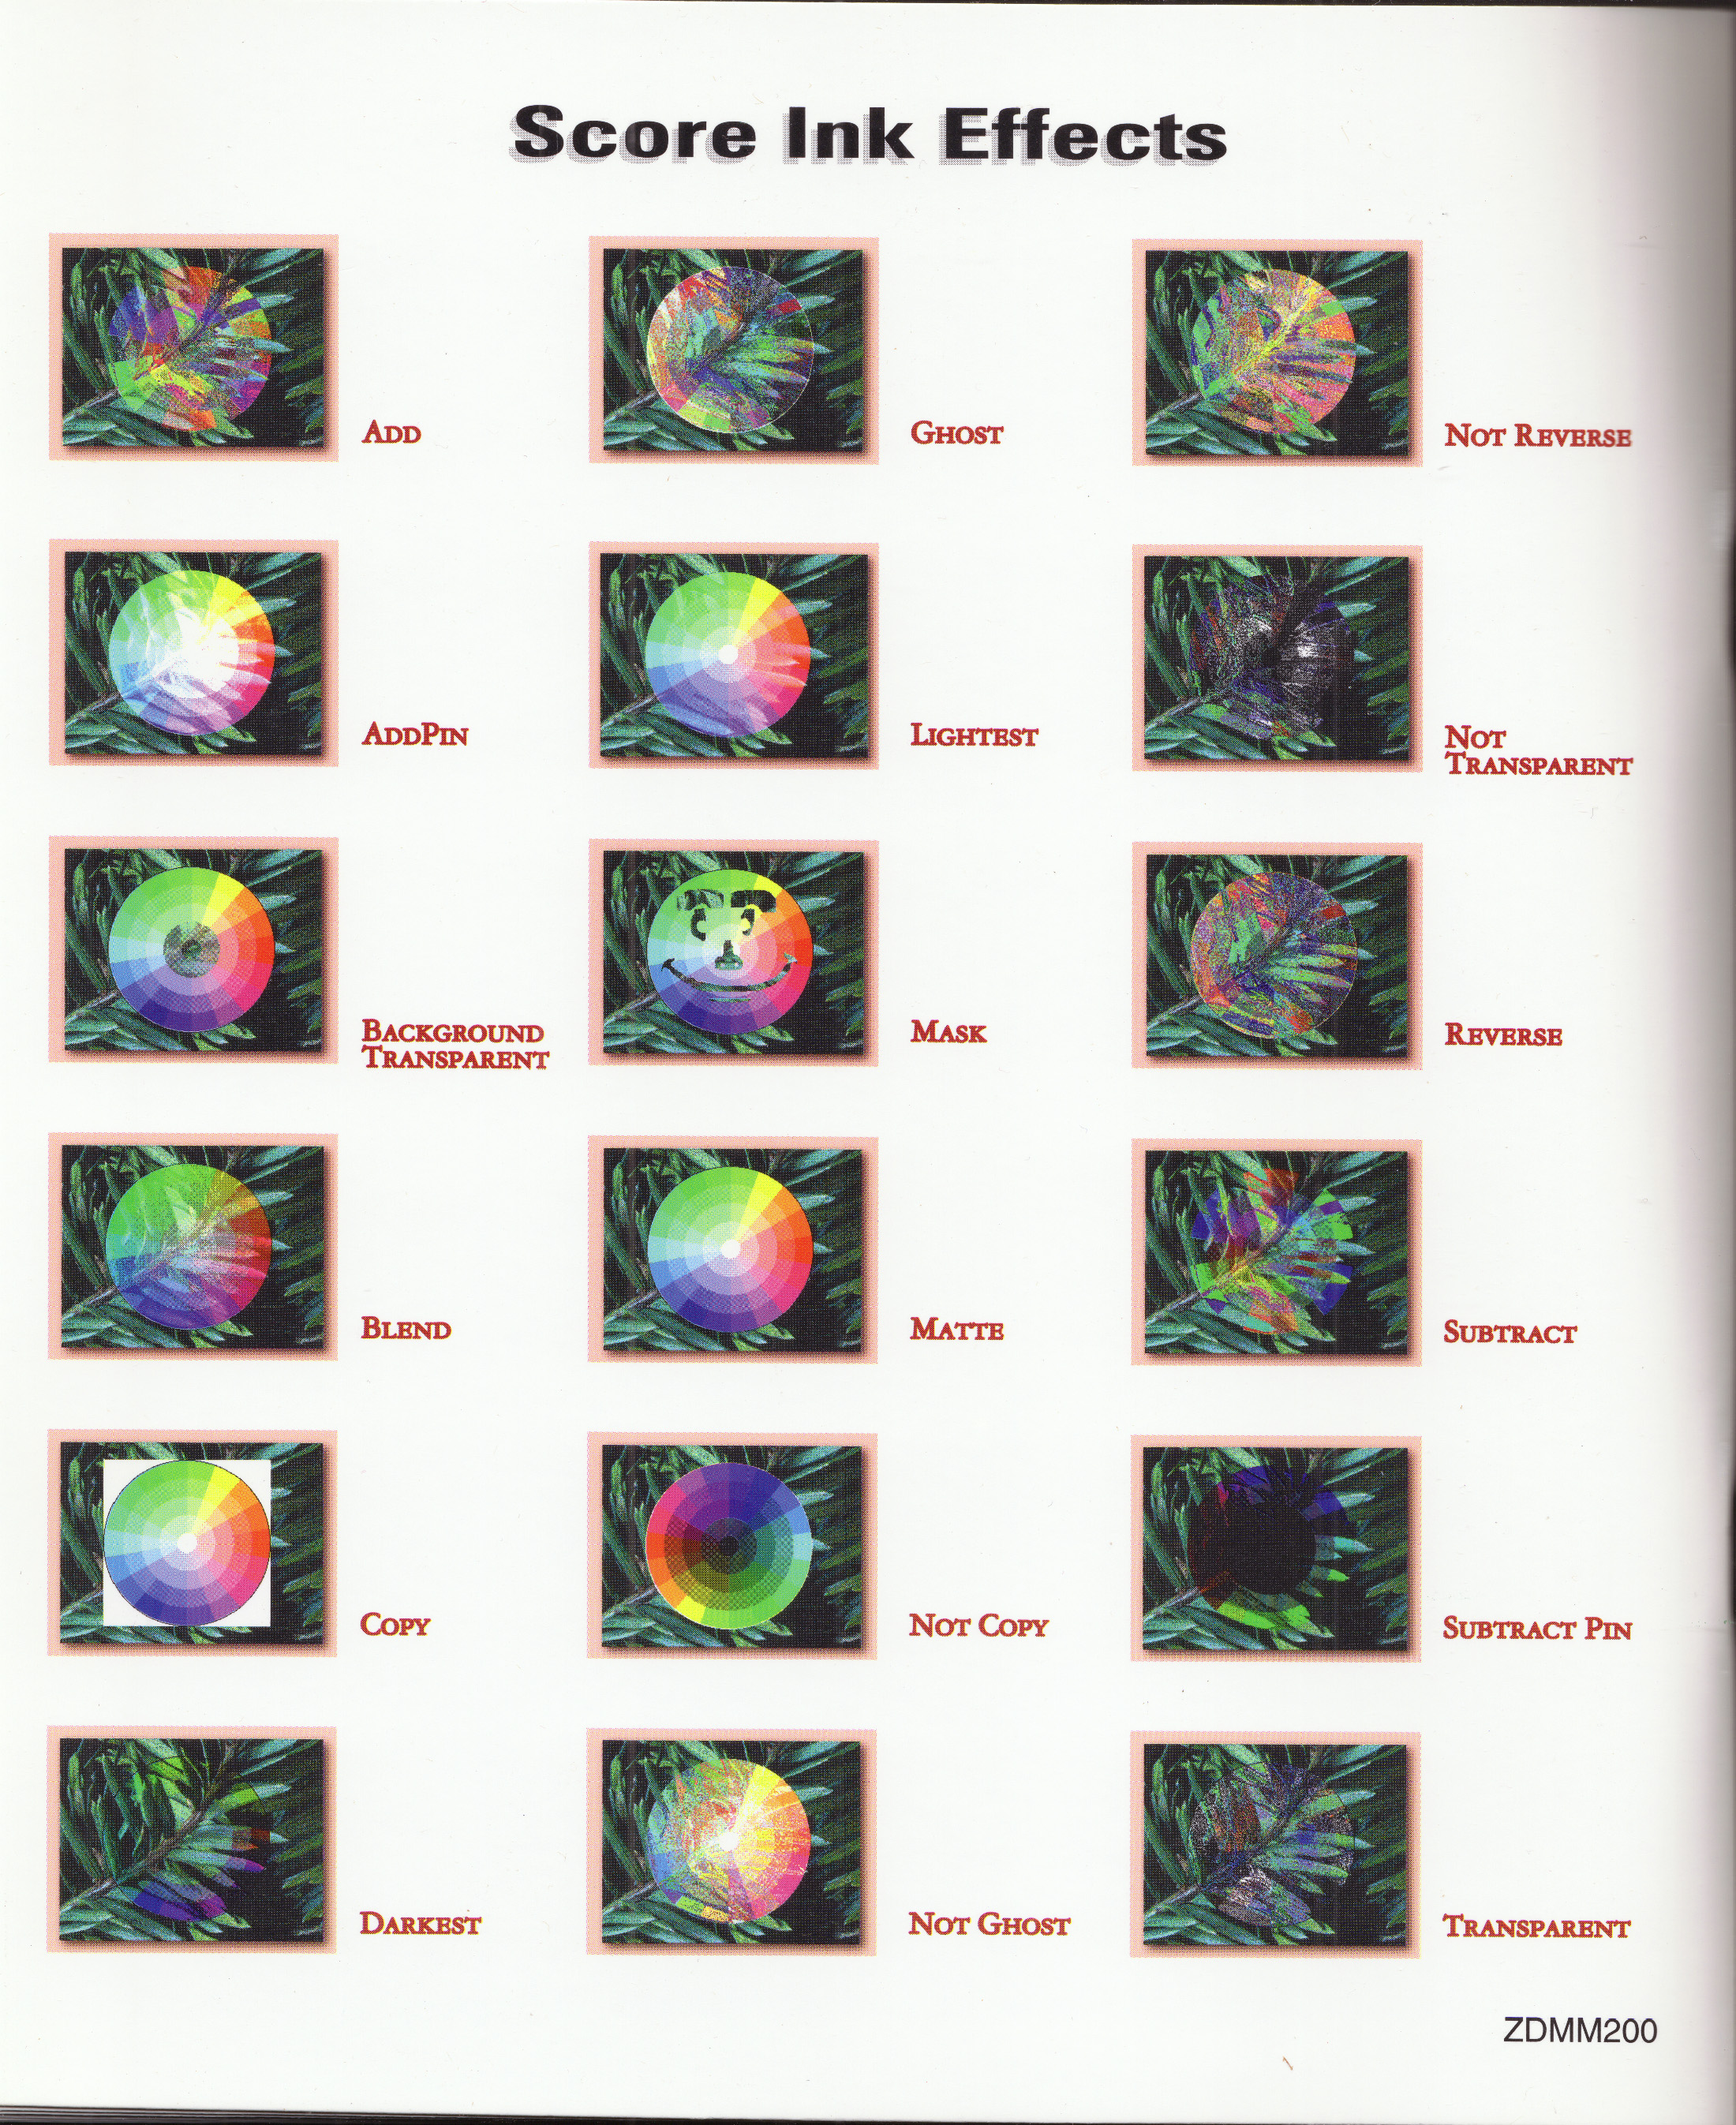 Score Ink Effects
ADD
GHOST
NOT REVERSE
ADDPIN
LIGHTEST
NOT
TRANSPARENT
BACKGROUND
TRANSPARENT
MASK
REVERSE
BLEND
MATTE
SUBTRACT
COPY
NOT COPY
SUBTRACT PIN
DARKEST
NOT GHOST
TRANSPARENT
ZDMM200